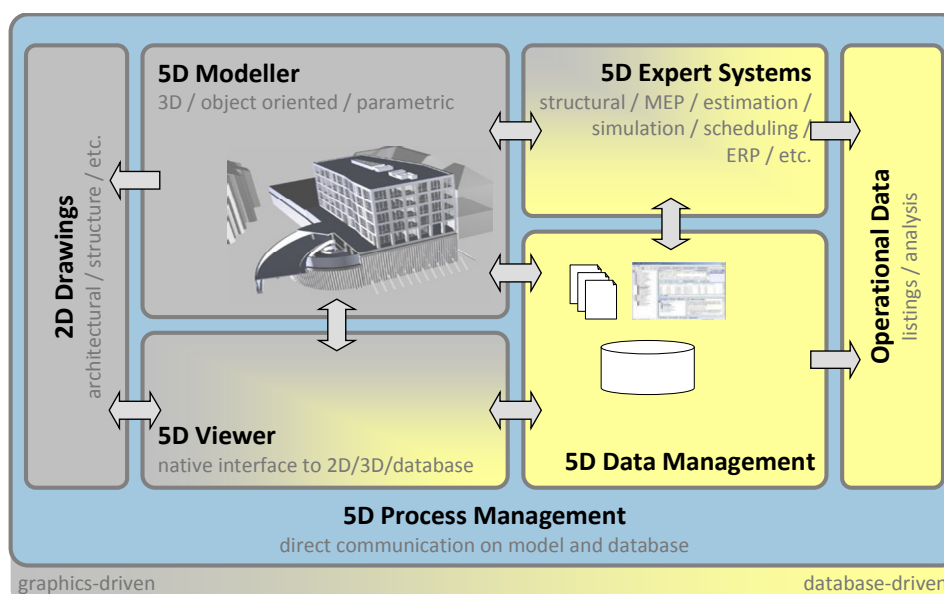 5D Modeller
3D / object oriented / parametric
5D Expert Systems
structural / MEP / estimation /
simulation / scheduling /
ERP / etc.
2D Drawings
architectural / structure / etc.
Operational Data
listings / analysis
5D Viewer
native interface to 2D/3D/database
5D Data Management
5D Process Management
direct communication on model and database
graphics-driven
database-driven